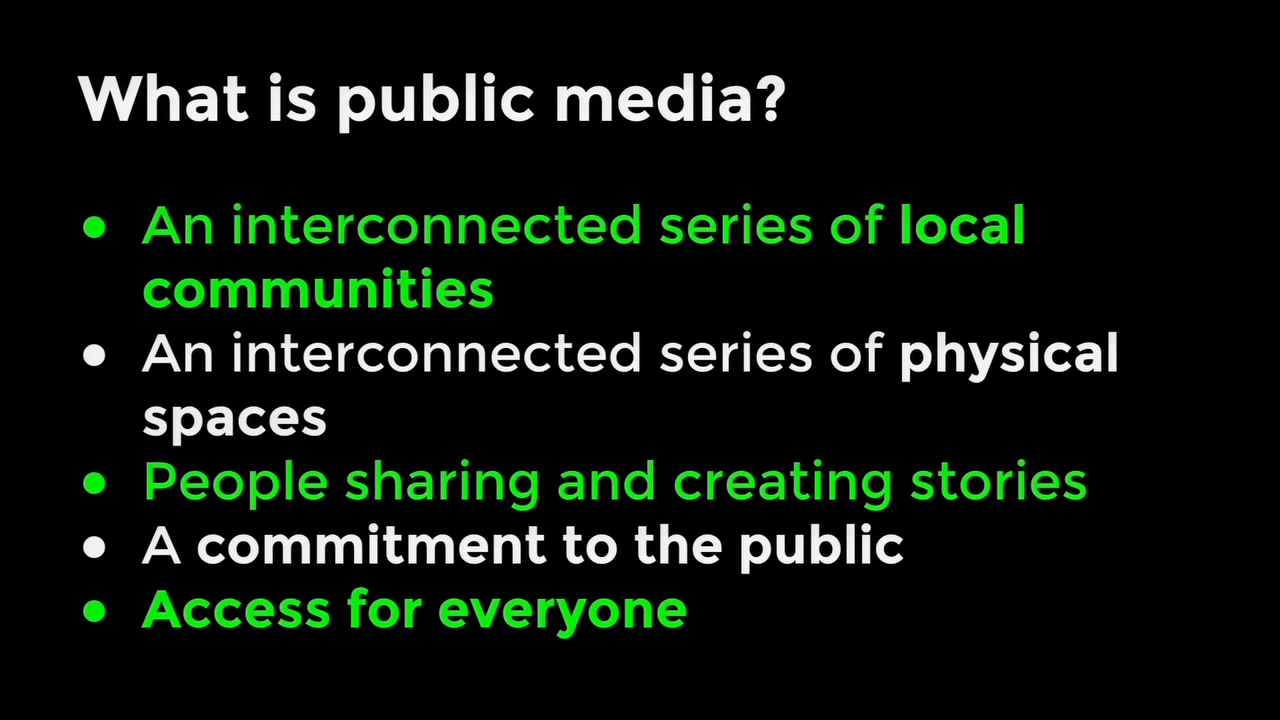 What is public media?
● An interconnected series of local
communities
● An interconnected series of physical
spaces
● People sharing and creating stories
● A commitment to the public
● Access for everyone